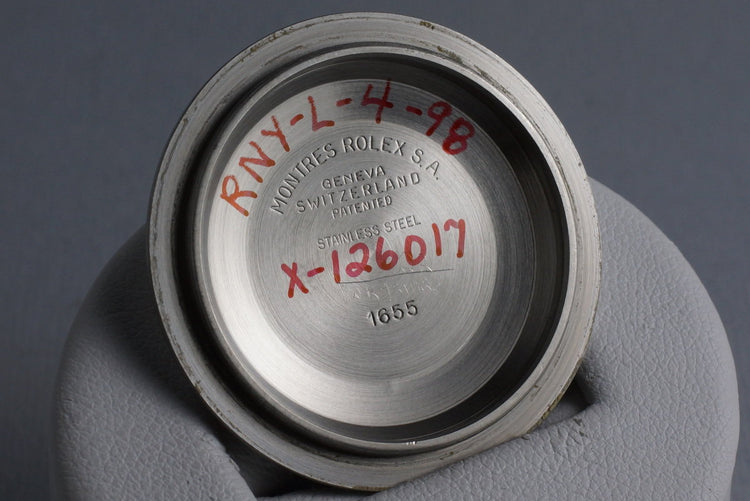 RNY-L-4-98
MONTRES ROLEX S.A.
GENEVA
SWITZERLAND
PATENTED
STAINLESS STEEL
X-126017
1655